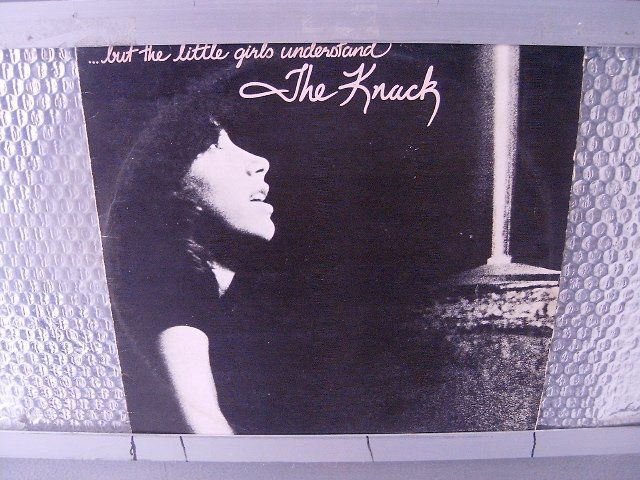 ...but the little girls understand
The Knack